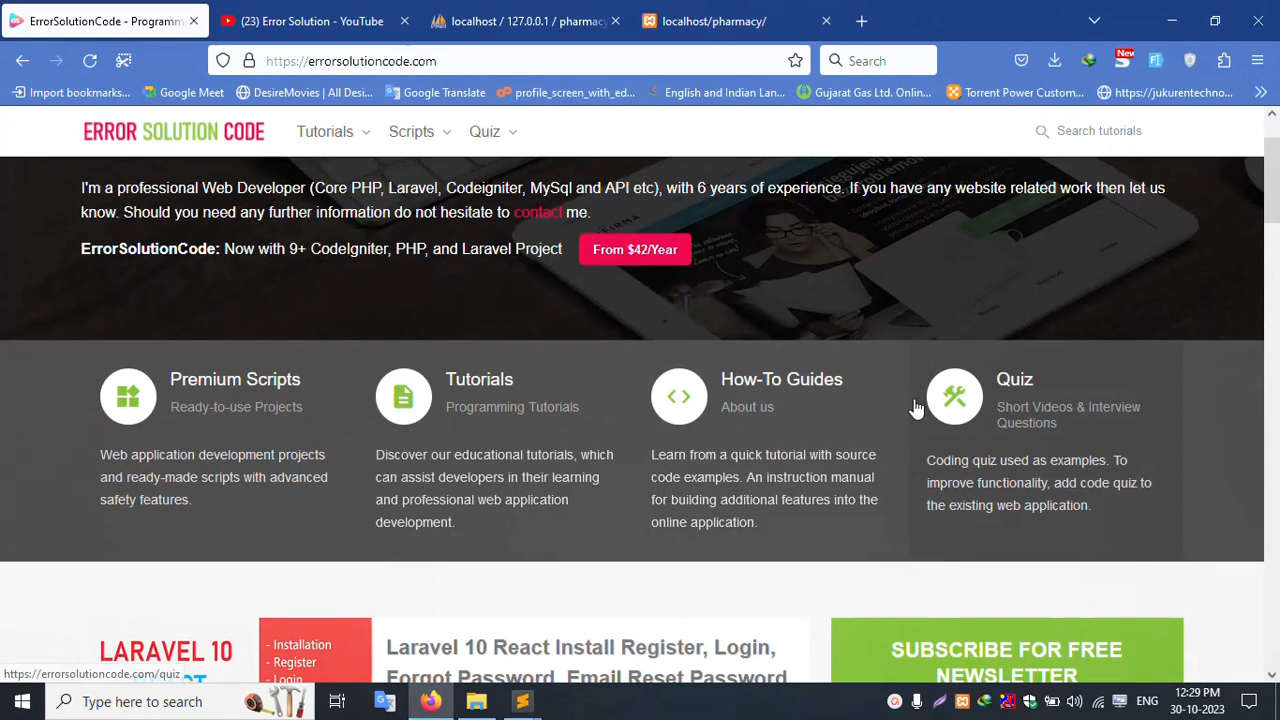 ErrorSolutionCode - Programm
(23) Error Solution - YouTube
localhost / 127.0.0.1 / pharmacy
localhost/pharmacy/
https://errorsolutioncode.com
Search
Import bookmarks...
Google Meet
DesireMovies | All Desi...
Google Translate
profile_screen_with_ed...
English and Indian Lan...
Gujarat Gas Ltd. Onlin...
Torrent Power Custom...
https://jukurentechno...
New
ERROR SOLUTION CODE
Tutorials
Scripts
Quiz
Search tutorials
I'm a professional Web Developer (Core PHP, Laravel, Codeigniter, MySql and API etc), with 6 years of experience. If you have any website related work then let us
know. Should you need any further information do not hesitate to contact me.
ErrorSolutionCode: Now with 9+ CodeIgniter, PHP, and Laravel Project
From $42/Year
Premium Scripts
Ready-to-use Projects
Web application development projects
and ready-made scripts with advanced
safety features.
Tutorials
Programming Tutorials
Discover our educational tutorials, which
can assist developers in their learning
and professional web application
development.
How-To Guides
About us
Learn from a quick tutorial with source
code examples. An instruction manual
for building additional features into the
online application.
Quiz
Short Videos & Interview
Questions
Coding quiz used as examples. To
improve functionality, add code quiz to
the existing web application.
LARAVEL 10
- Installation
- Register
- Login
Laravel 10 React Install Register, Login,
Forgot Password, Email Reset Password
SUBSCRIBE FOR FREE
NEWSLETTER
https://errorsolutioncode.com/quiz
Type here to search
ENG
12:29 PM
30-10-2023